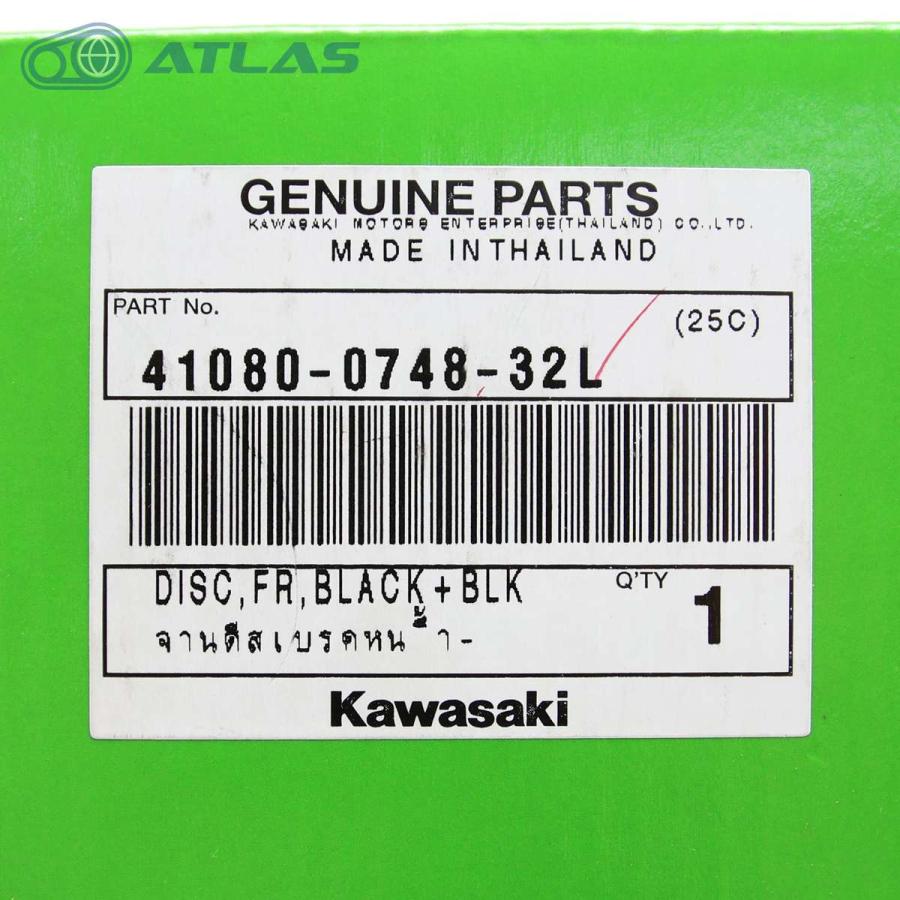 ATLAS
GENUINE PARTS
KAWASAKI MOTORS ENTERPRISE(THAILAND) CO.,LTD.
MADE INTHAILAND
PART No.
(25C)
41080-0748-32L
DISC,FR,BLACK+BLK
Q'TY
1
จานดีสเบรคหน้า-
Kawasaki